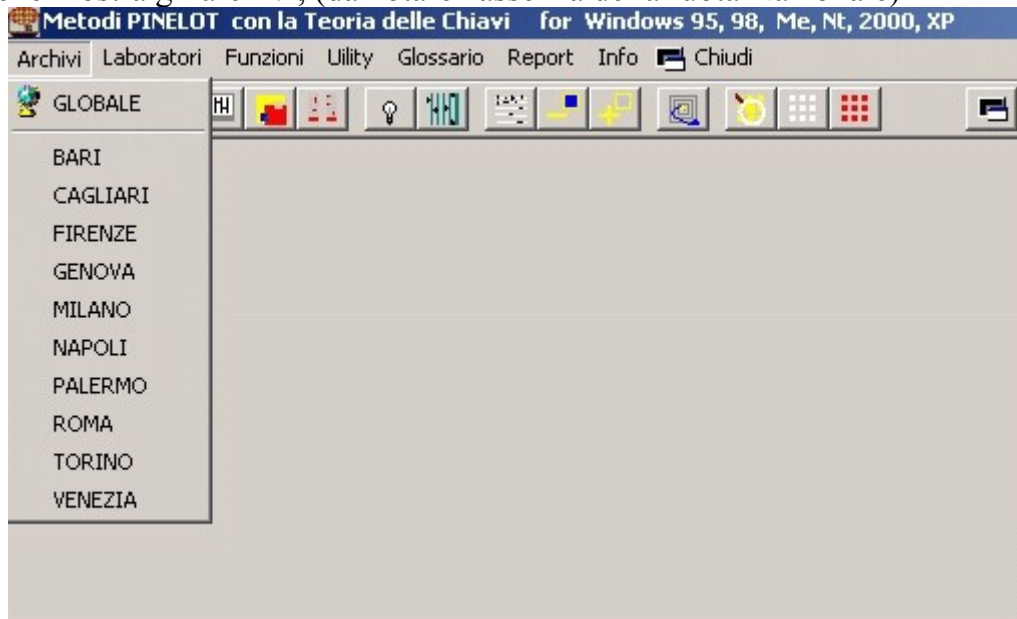 Metodi PINELOT con la Teoria delle Chiavi for Windows 95, 98, Me, Nt, 2000, XP
Archivi Laboratori Funzioni Uility Glossario Report Info Chiudi
GLOBALE
BARI
CAGLIARI
FIRENZE
GENOVA
MILANO
NAPOLI
PALERMO
ROMA
TORINO
VENEZIA